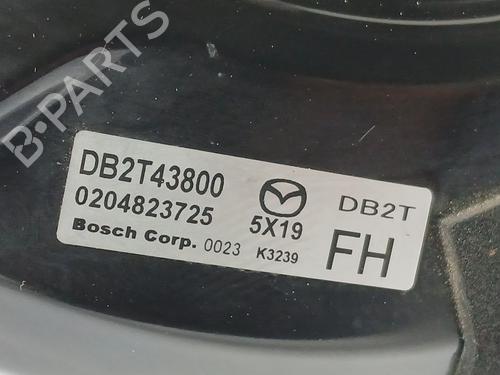 B-PARTS
DB2T43800
0204823725
Bosch Corp. 0023
5X19
K3239
DB2T
FH